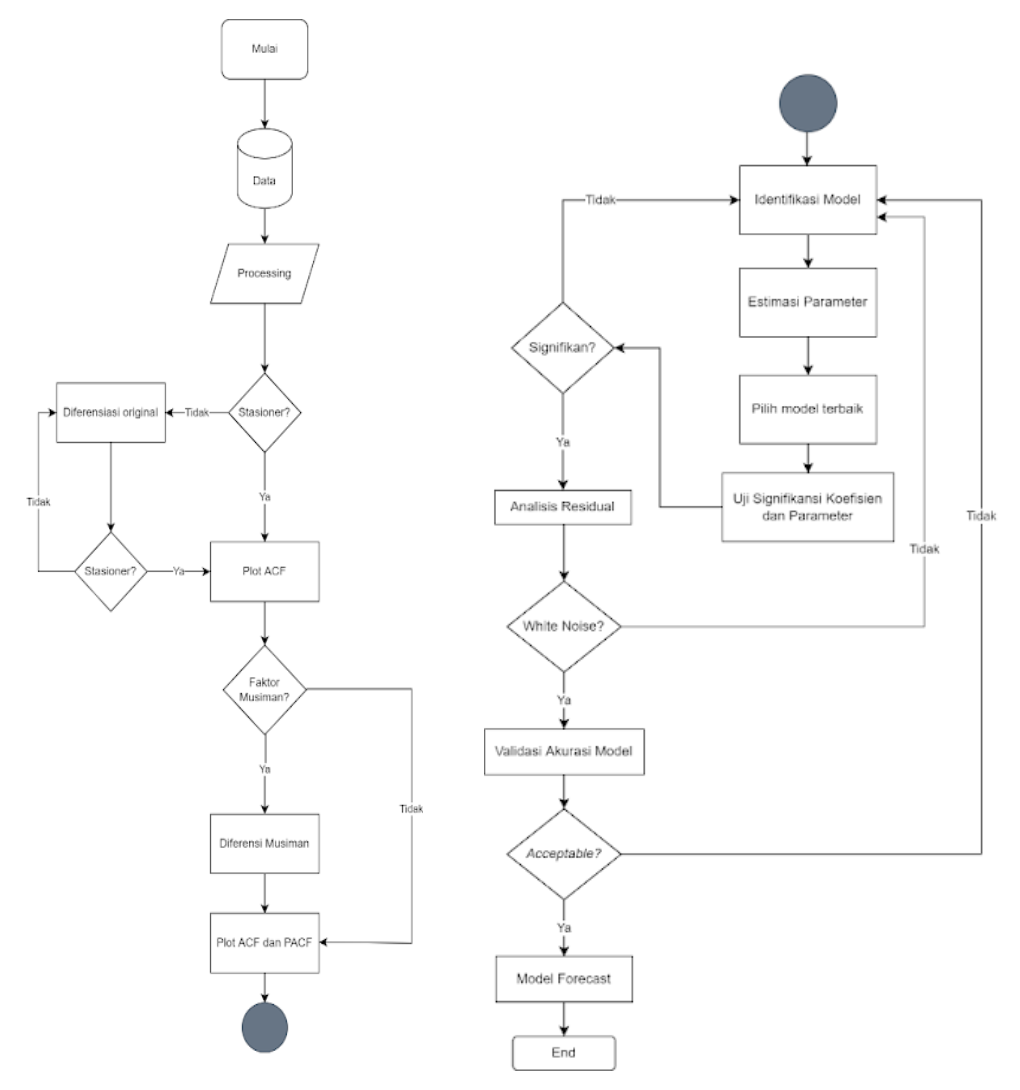 Mulai
Data
Processing
Stasioner?
Tidak
Diferensiasi original
Ya
Tidak
Stasioner?
Ya
Plot ACF
Faktor
Musiman?
Ya
Tidak
Diferensi Musiman
Plot ACF dan PACF
Identifikasi Model
Estimasi Parameter
Pilih model terbaik
Uji Signifikansi Koefisien
dan Parameter
Signifikan?
Tidak
Ya
Analisis Residual
White Noise?
Tidak
Ya
Validasi Akurasi Model
Acceptable?
Tidak
Ya
Model Forecast
End